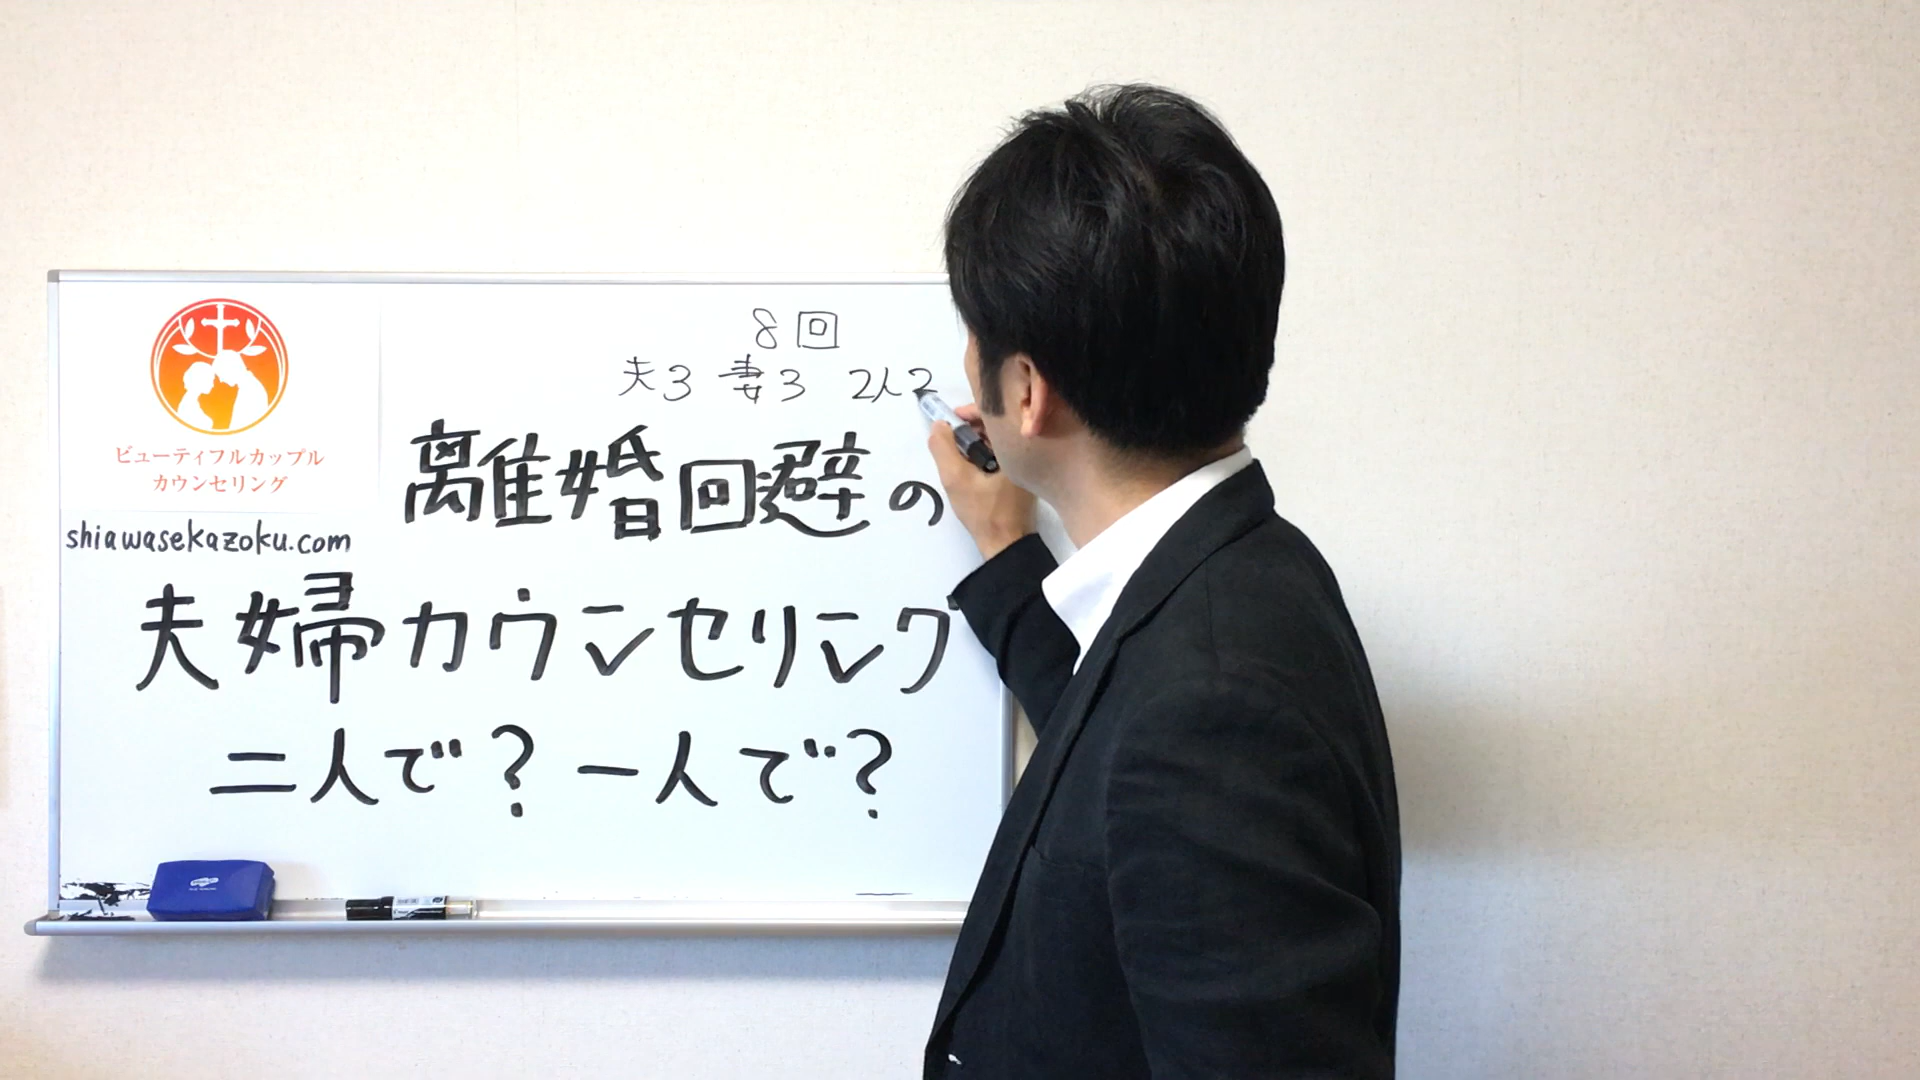 ビューティフルカップル
カウンセリング
shiawasekazoku.com
8回
夫3 妻3 2人2
離婚回避の
夫婦カウンセリング
二人で?一人で?